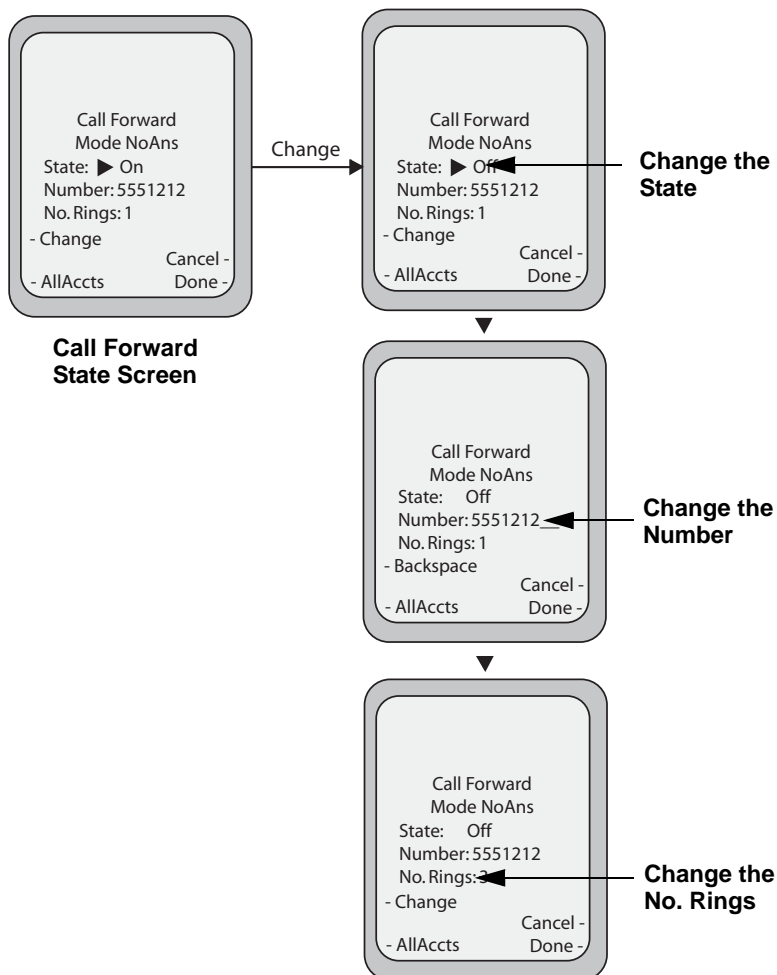 Call Forward
Mode NoAns
State: ▶ On
Number: 5551212
No. Rings: 1
- Change
Cancel -
- AllAccts Done -
Call Forward
State Screen
Change
Call Forward
Mode NoAns
State: ▶ Off
Number: 5551212
No. Rings: 1
- Change
Cancel -
- AllAccts Done -
Change the
State
Call Forward
Mode NoAns
State: Off
Number: 5551212__
No. Rings: 1
- Backspace
Cancel -
- AllAccts Done -
Change the
Number
Call Forward
Mode NoAns
State: Off
Number: 5551212
No. Rings: 3
- Change
Cancel -
- AllAccts Done -
Change the
No. Rings